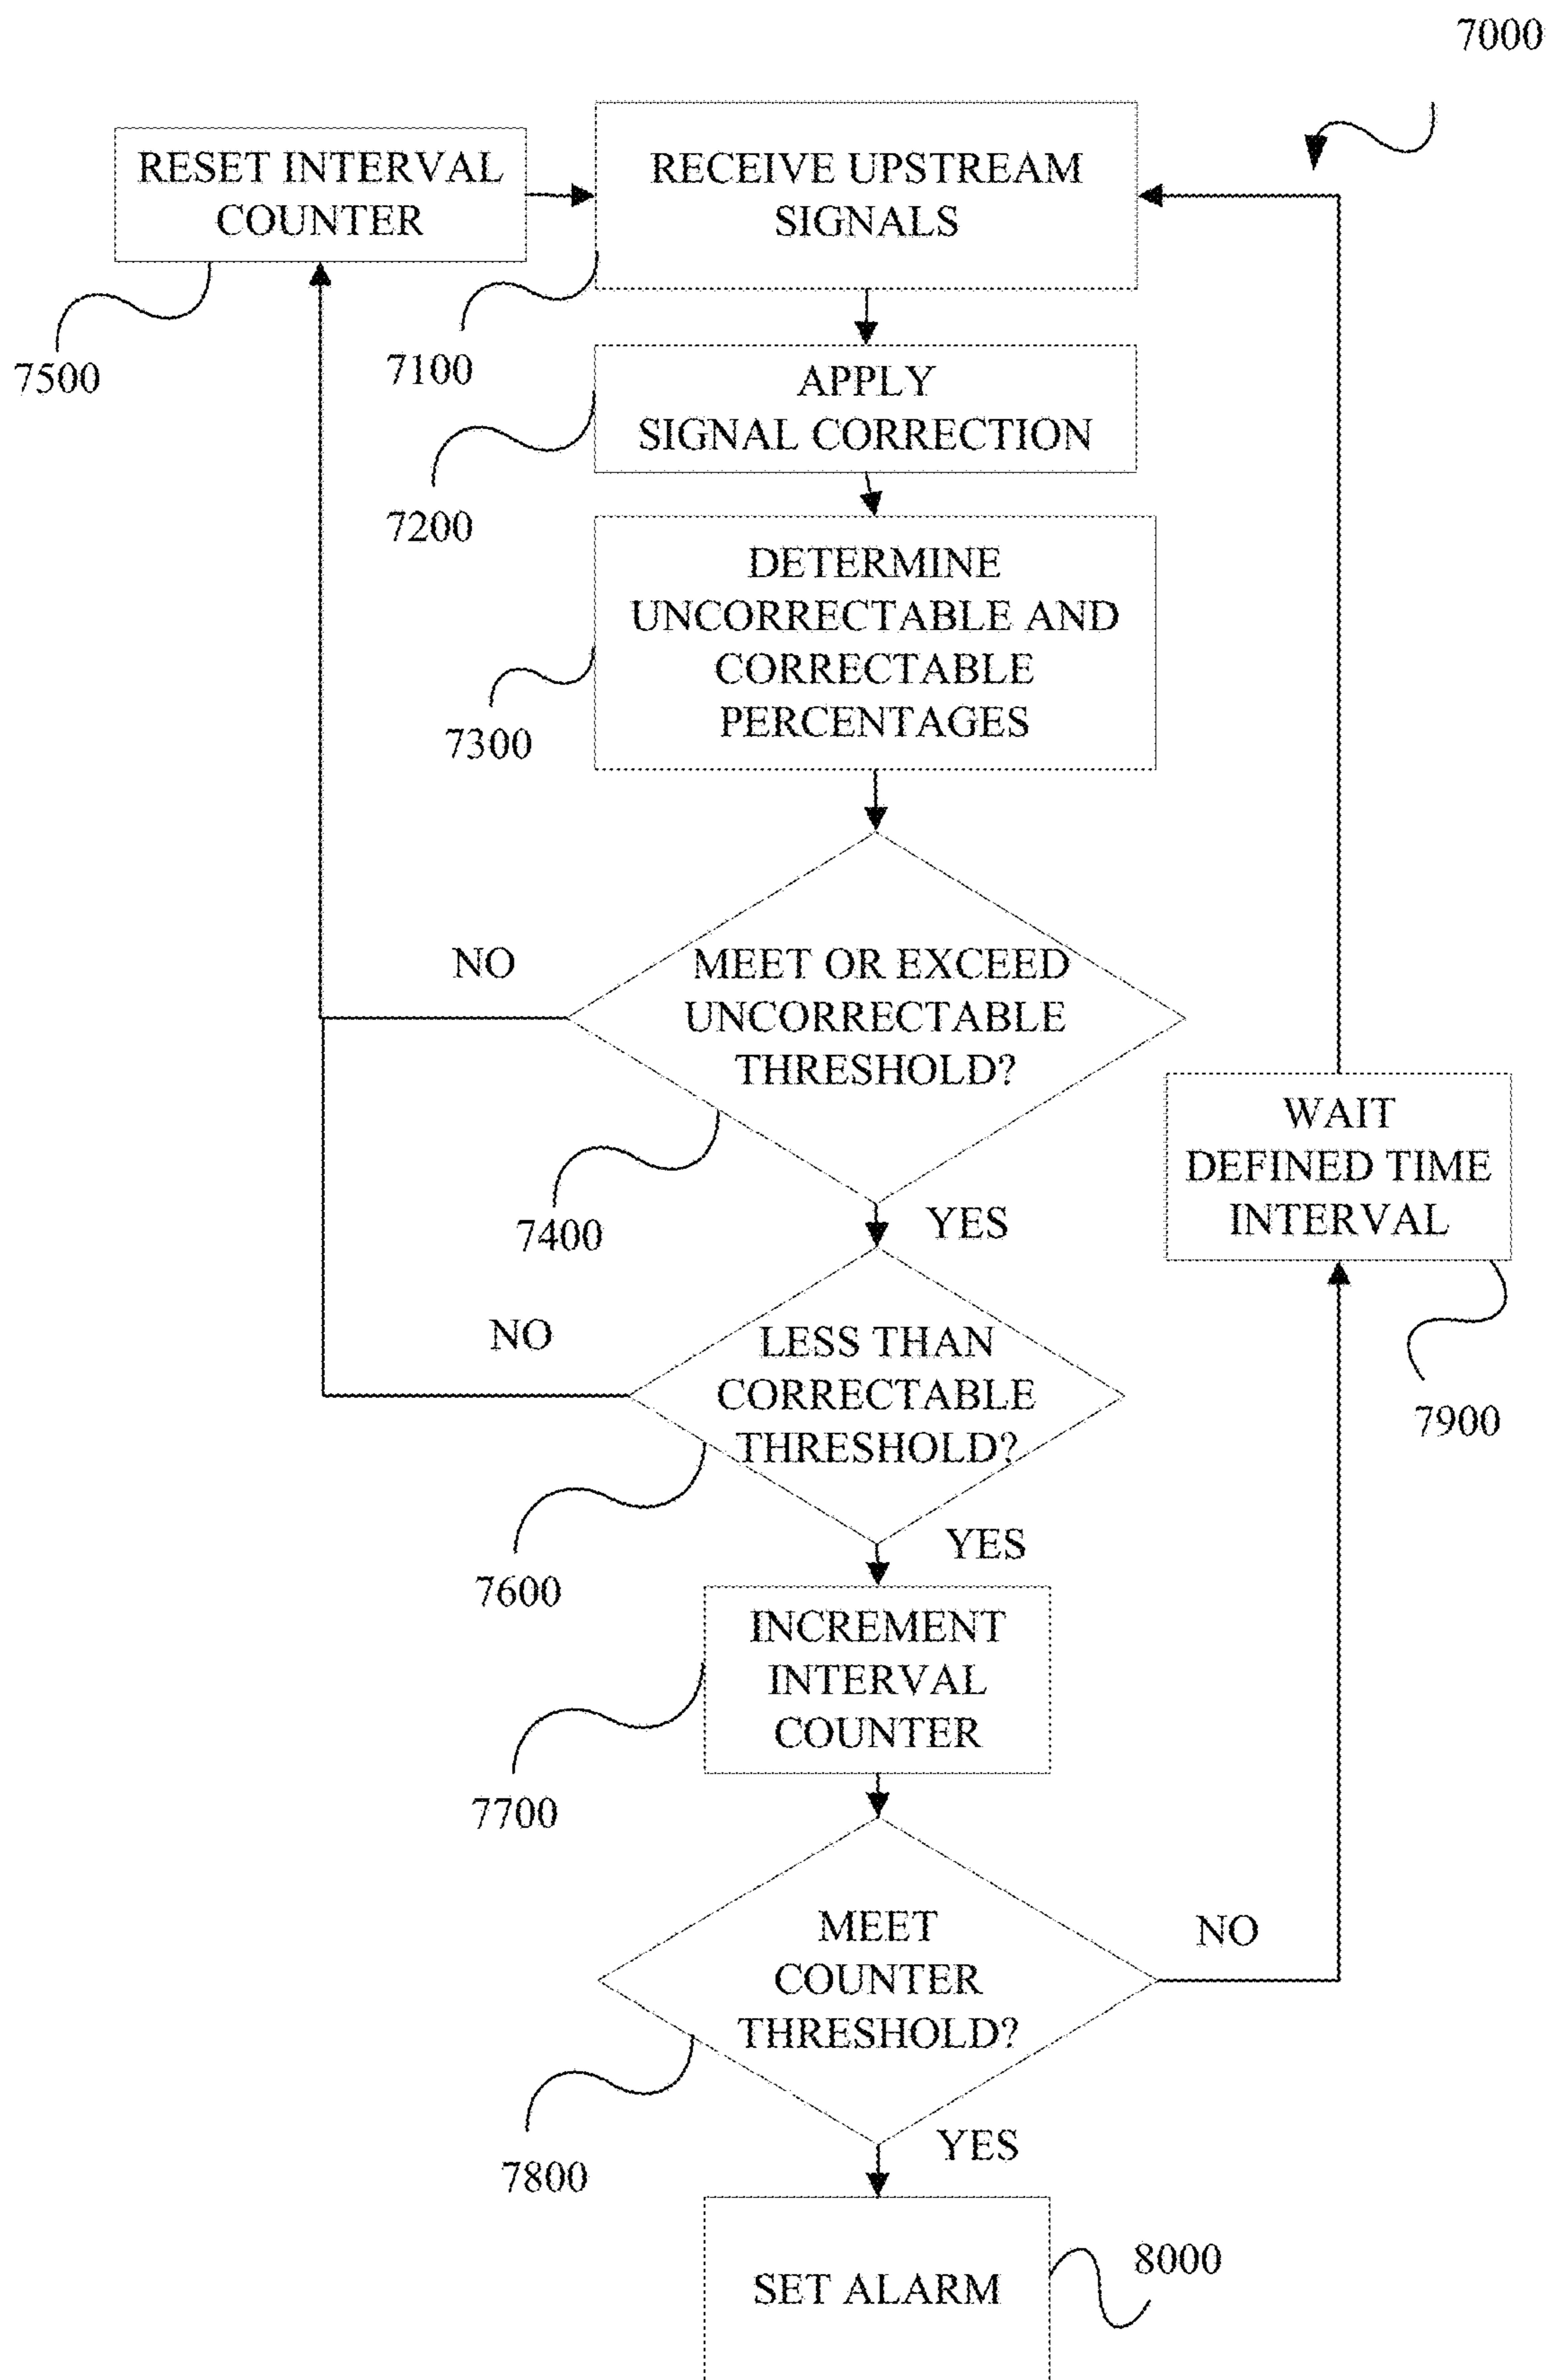 7000
RESET INTERVAL
COUNTER
7500
RECEIVE UPSTREAM
SIGNALS
7100
APPLY
SIGNAL CORRECTION
7200
DETERMINE
UNCORRECTABLE AND
CORRECTABLE
PERCENTAGES
7300
MEET OR EXCEED
UNCORRECTABLE
THRESHOLD?
NO
7400
YES
WAIT
DEFINED TIME
INTERVAL
7900
LESS THAN
CORRECTABLE
THRESHOLD?
NO
7600
YES
INCREMENT
INTERVAL
COUNTER
7700
MEET
COUNTER
THRESHOLD?
NO
7800
YES
SET ALARM
8000